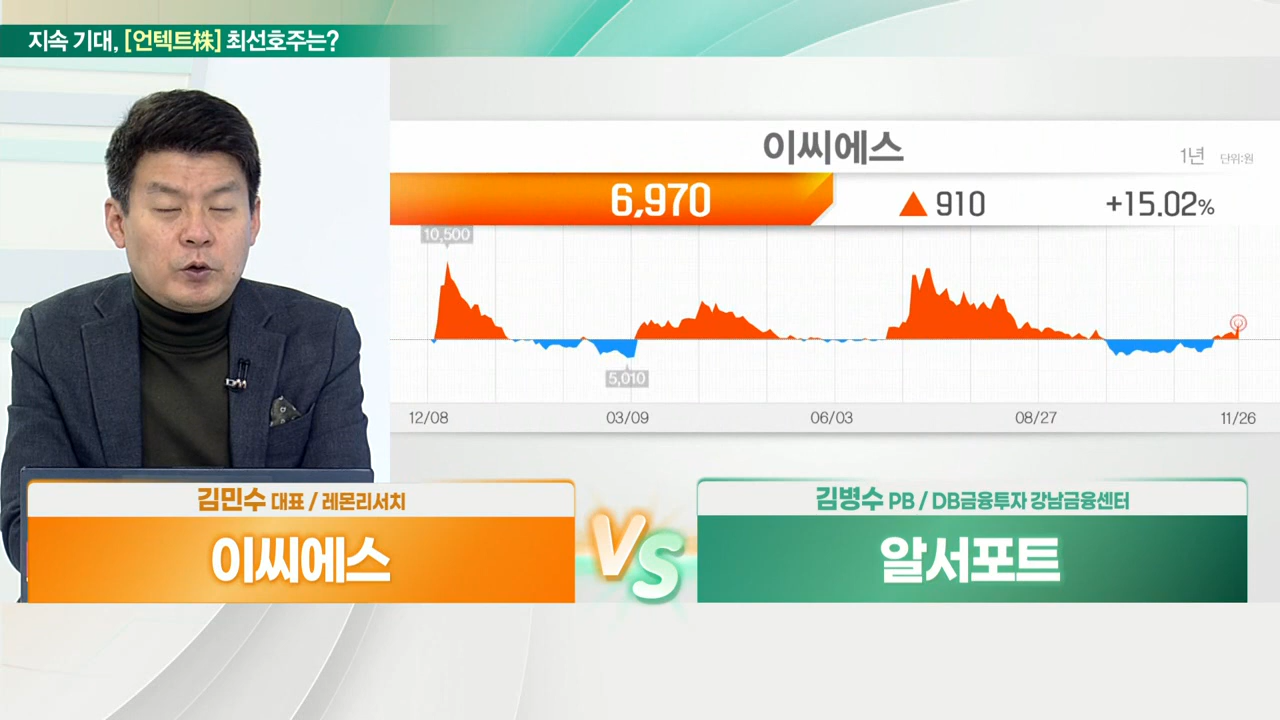 지속 기대, [언텍트株] 최선호주는?
이씨에스
1년 단위:원
6,970 ▲ 910 +15.02%
10,500
5,010
12/08 03/09 06/03 08/27 11/26
김민수 대표 / 레몬리서치
이씨에스
VS
김병수 PB / DB금융투자 강남금융센터
알서포트